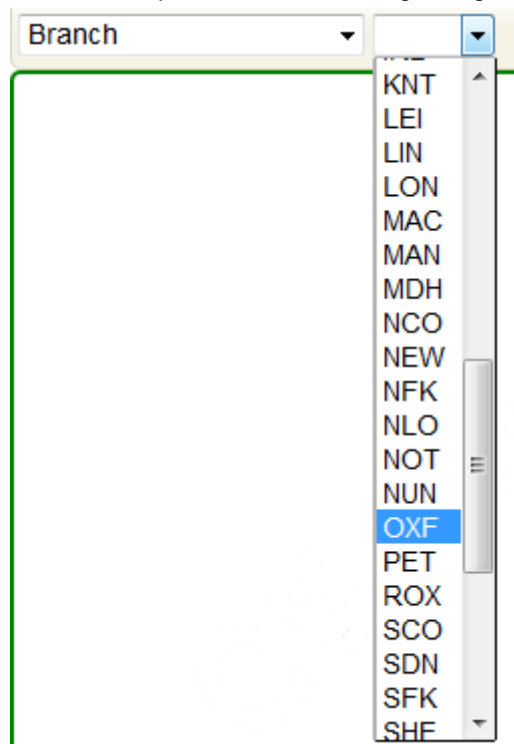 Branch
KNT
LEI
LIN
LON
MAC
MAN
MDH
NCO
NEW
NFK
NLO
NOT
NUN
OXF
PET
ROX
SCO
SDN
SFK